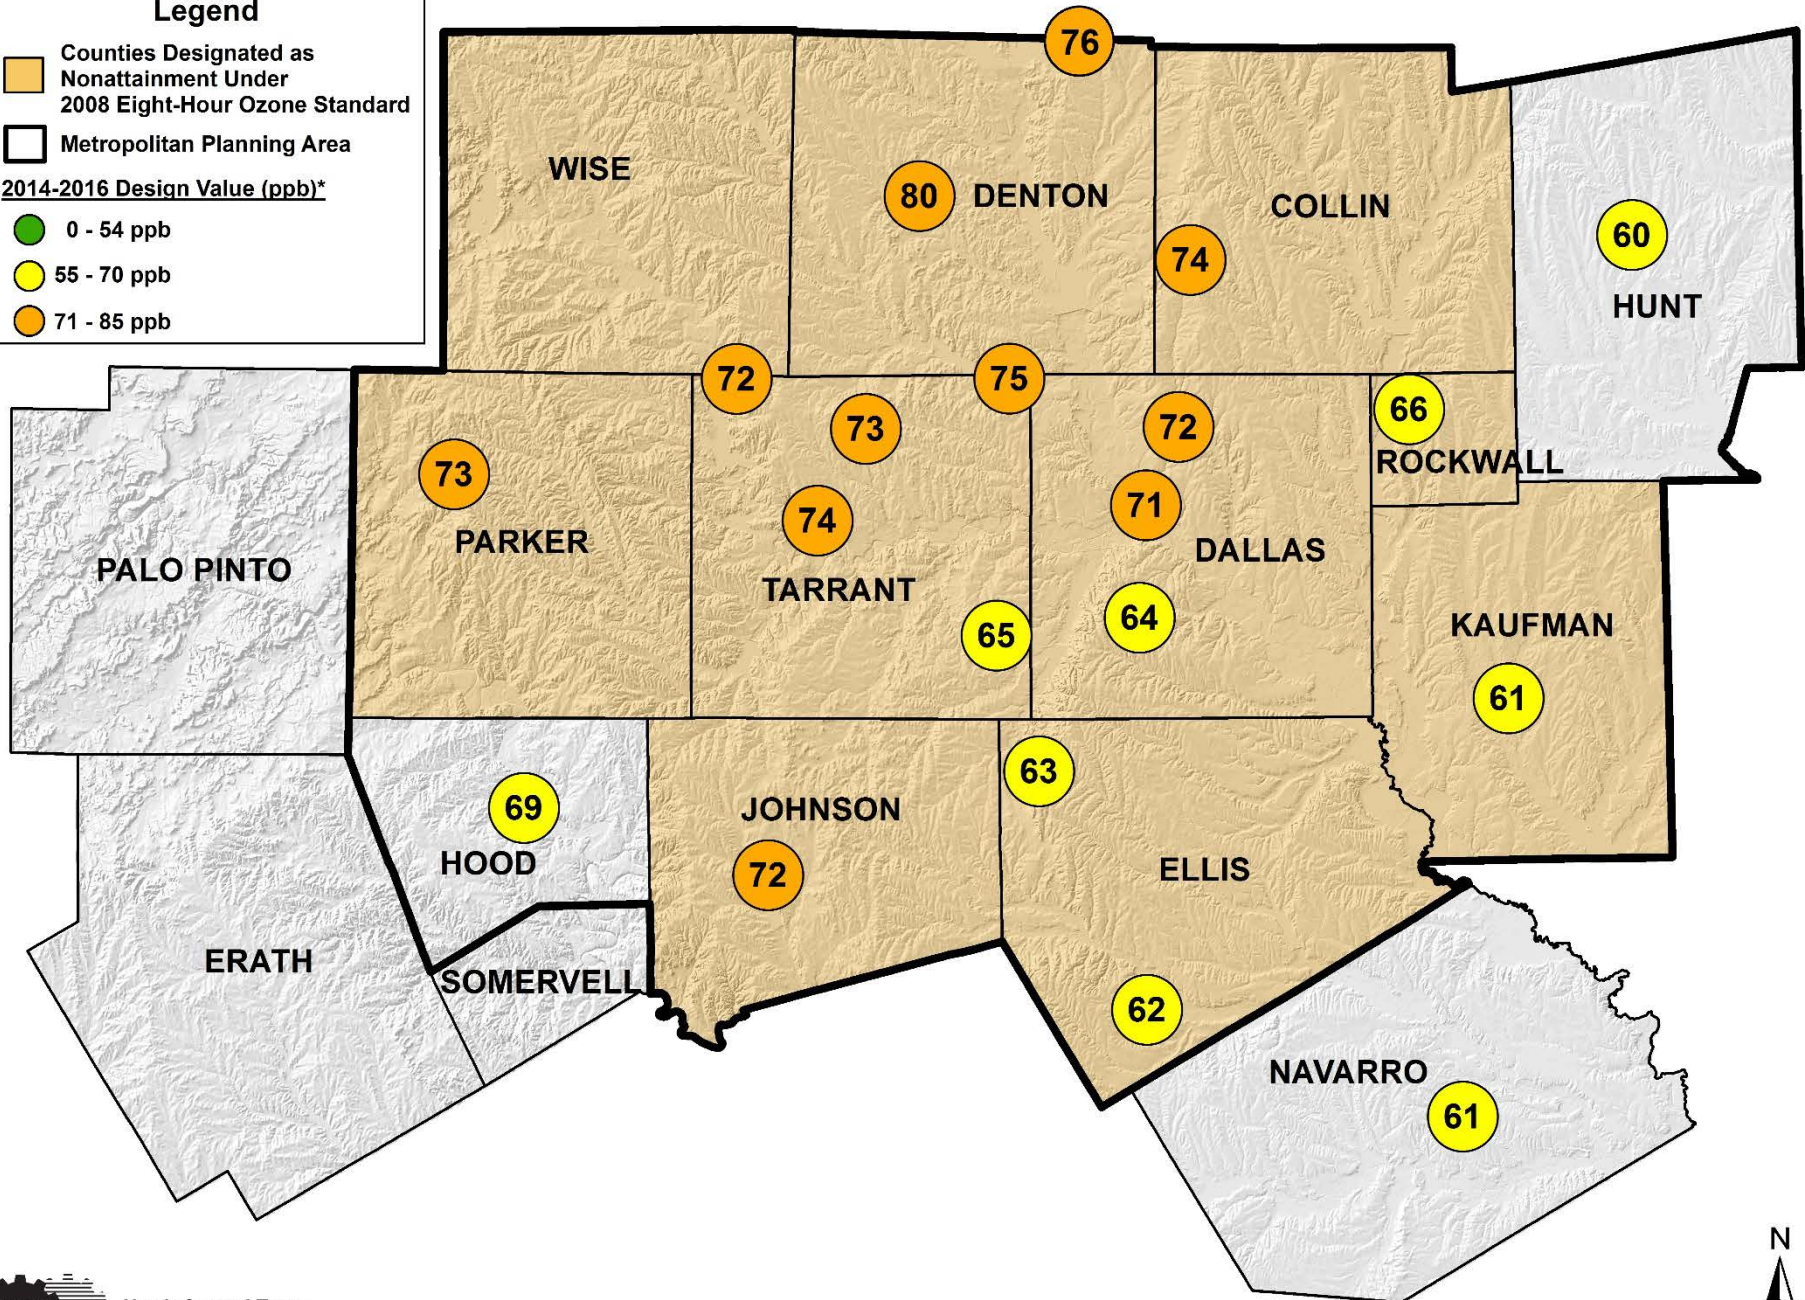 Legend
Counties Designated as
Nonattainment Under
2008 Eight-Hour Ozone Standard
Metropolitan Planning Area
2014-2016 Design Value (ppb)*
0 - 54 ppb
55 - 70 ppb
71 - 85 ppb
76
WISE
80
DENTON
COLLIN
74
60
HUNT
72
75
73
72
66
ROCKWALL
73
74
71
PARKER
DALLAS
PALO PINTO
TARRANT
65
64
KAUFMAN
61
63
69
JOHNSON
HOOD
72
ELLIS
ERATH
SOMERVELL
62
NAVARRO
61
N